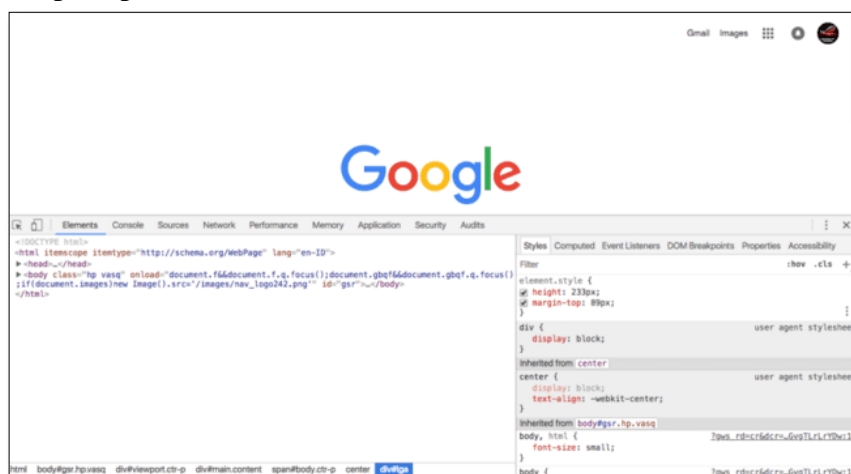 Gmail Images
Google
Elements Console Sources Network Performance Memory Application Security Audits
<!DOCTYPE html>
<html itemscope itemtype="http://schema.org/WebPage" lang="en-ID">
<head>…</head>
<body class="hp vasq" onload="document.f&&document.f.q.focus();document.gbqf&&document.gbqf.q.focus()
;if(document.images)new Image().src='/images/nav_logo242.png'" id="gsr">…</body>
</html>
html body#gsr.hp.vasq div#viewport.ctr-p div#main.content span#body.ctr-p center div#lga
Styles Computed Event Listeners DOM Breakpoints Properties Accessibility
Filter :hov .cls +
element.style {
height: 233px;
margin-top: 89px;
}
div { user agent styleshee
display: block;
}
Inherited from center
center { user agent styleshee
display: block;
text-align: -webkit-center;
}
Inherited from body#gsr.hp.vasq
body, html { ?gws_rd=cr&dcr=…GvgTLrLrYDw:1
font-size: small;
}